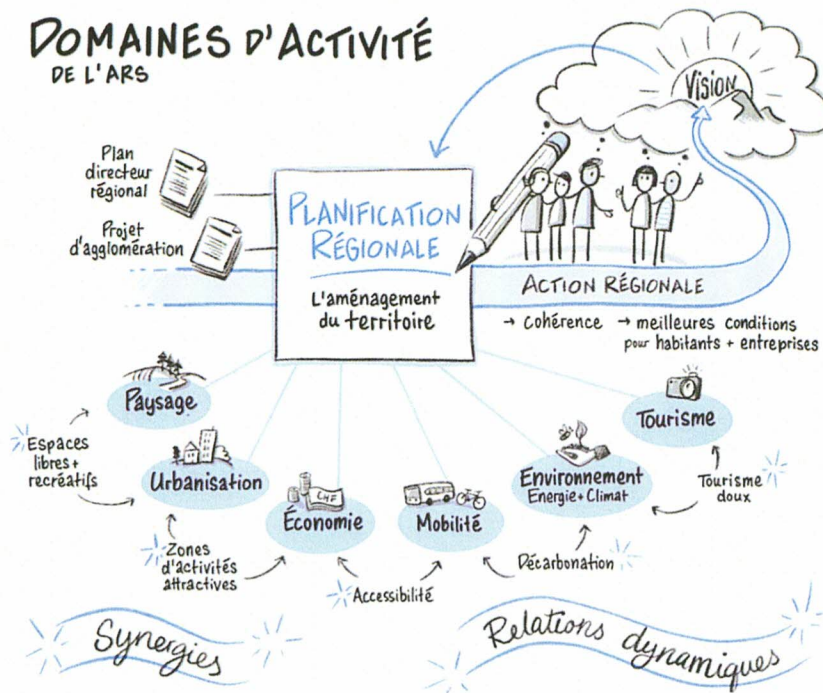 DOMAINES D'ACTIVITÉ
DE L'ARS
Vision
Plan
directeur
régional
Projet
d'agglomération
PLANIFICATION
RÉGIONALE
L'aménagement
du territoire
ACTION RÉGIONALE
→ cohérence → meilleures conditions
pour habitants + entreprises
Paysage
Tourisme
Espaces
libres +
recréatifs
Urbanisation
Environnement
Energie + Climat
Tourisme
doux
CHF
Économie
Mobilité
Zones
d'activités
attractives
Accessibilité
Décarbonation
Synergies
Relations dynamiques